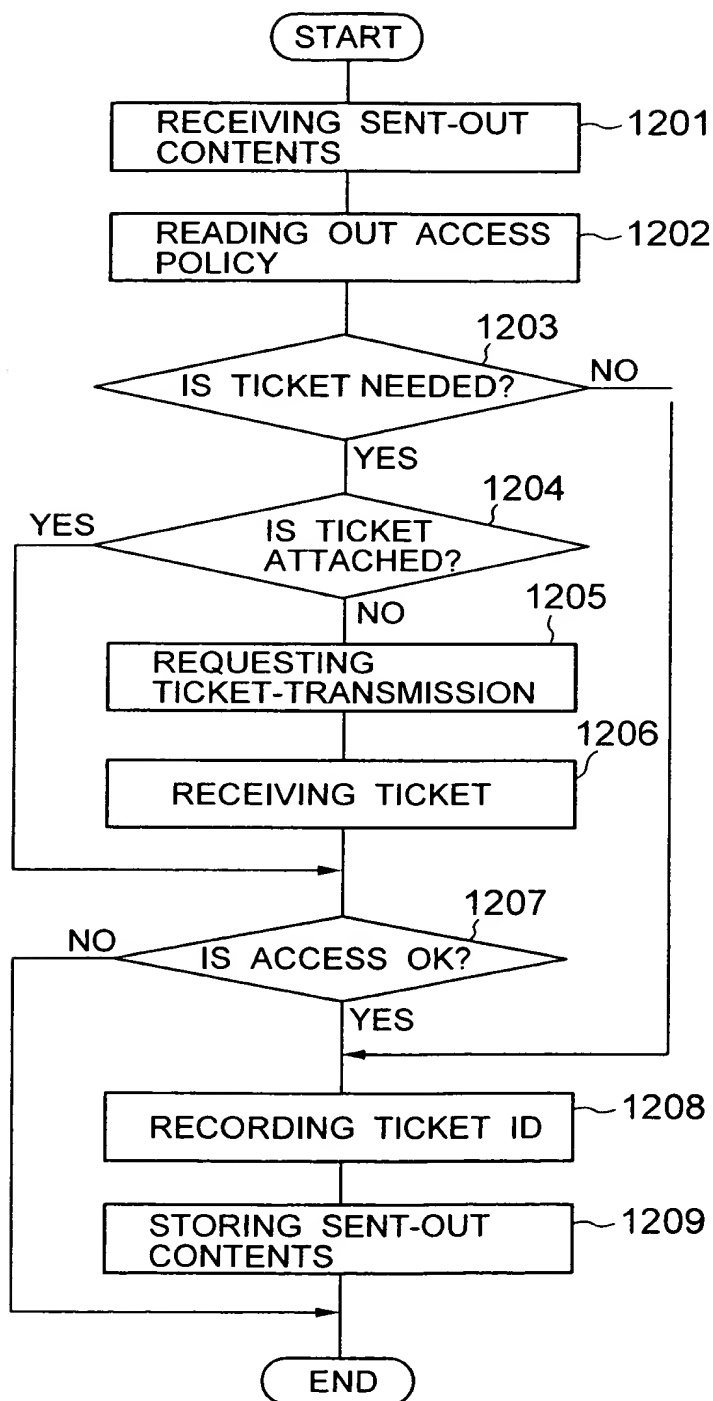 START
RECEIVING SENT-OUT
CONTENTS
1201
READING OUT ACCESS
POLICY
1202
1203
IS TICKET NEEDED?
NO
YES
1204
YES
IS TICKET
ATTACHED?
NO
1205
REQUESTING
TICKET-TRANSMISSION
1206
RECEIVING TICKET
1207
NO
IS ACCESS OK?
YES
RECORDING TICKET ID
1208
STORING SENT-OUT
CONTENTS
1209
END